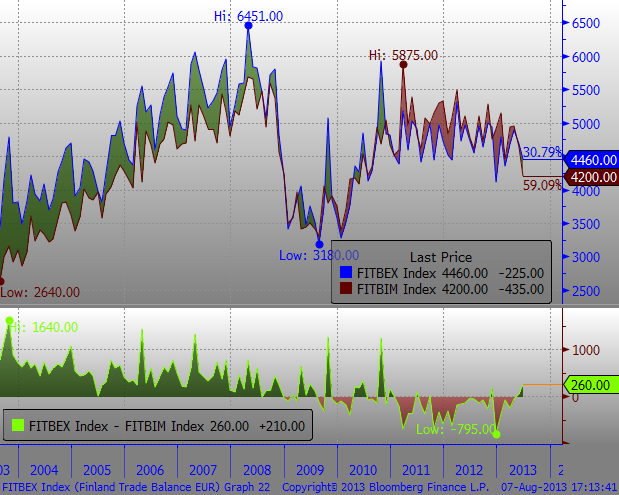 Hi: 6451.00
Hi: 5875.00
6500
6000
5500
5000
30.79%
4460.00
59.09%
4200.00
4000
3500
3000
2500
Low: 3180.00
Low: 2640.00
Last Price
FITBEX Index 4460.00 -225.00
FITBIM Index 4200.00 -435.00
Hi: 1640.00
1000
260.00
0
FITBEX Index - FITBIM Index 260.00 +210.00
Low: -795.00
03 2004 2005 2006 2007 2008 2009 2010 2011 2012 2013 2
FITBEX Index (Finland Trade Balance EUR) Graph 22 Copyright© 2013 Bloomberg Finance L.P. 07-Aug-2013 17:13:41